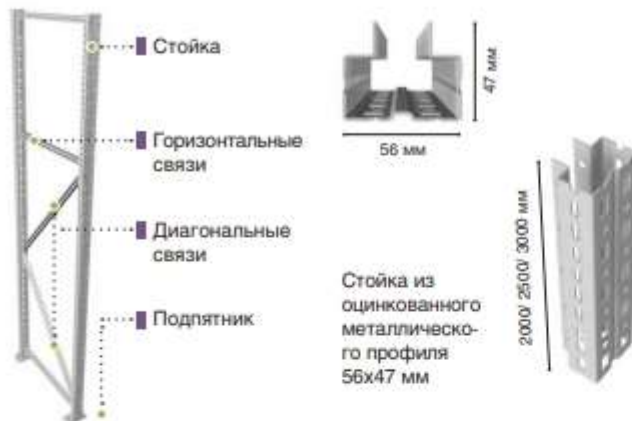 Стойка
Горизонтальные
связи
Диагональные
связи
Подпятник
47 мм
56 мм
2000/ 2500/ 3000 мм
Стойка из
оцинкованного
металлическо-
го профиля
56х47 мм